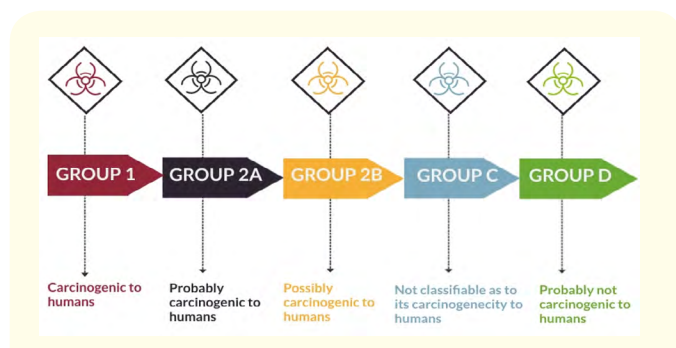 GROUP 1
GROUP 2A
GROUP 2B
GROUP C
GROUP D
Carcinogenic to
humans
Probably
carcinogenic to
humans
Possibly
carcinogenic to
humans
Not classifiable as to
its carcinogenecity to
humans
Probably not
carcinogenic to
humans